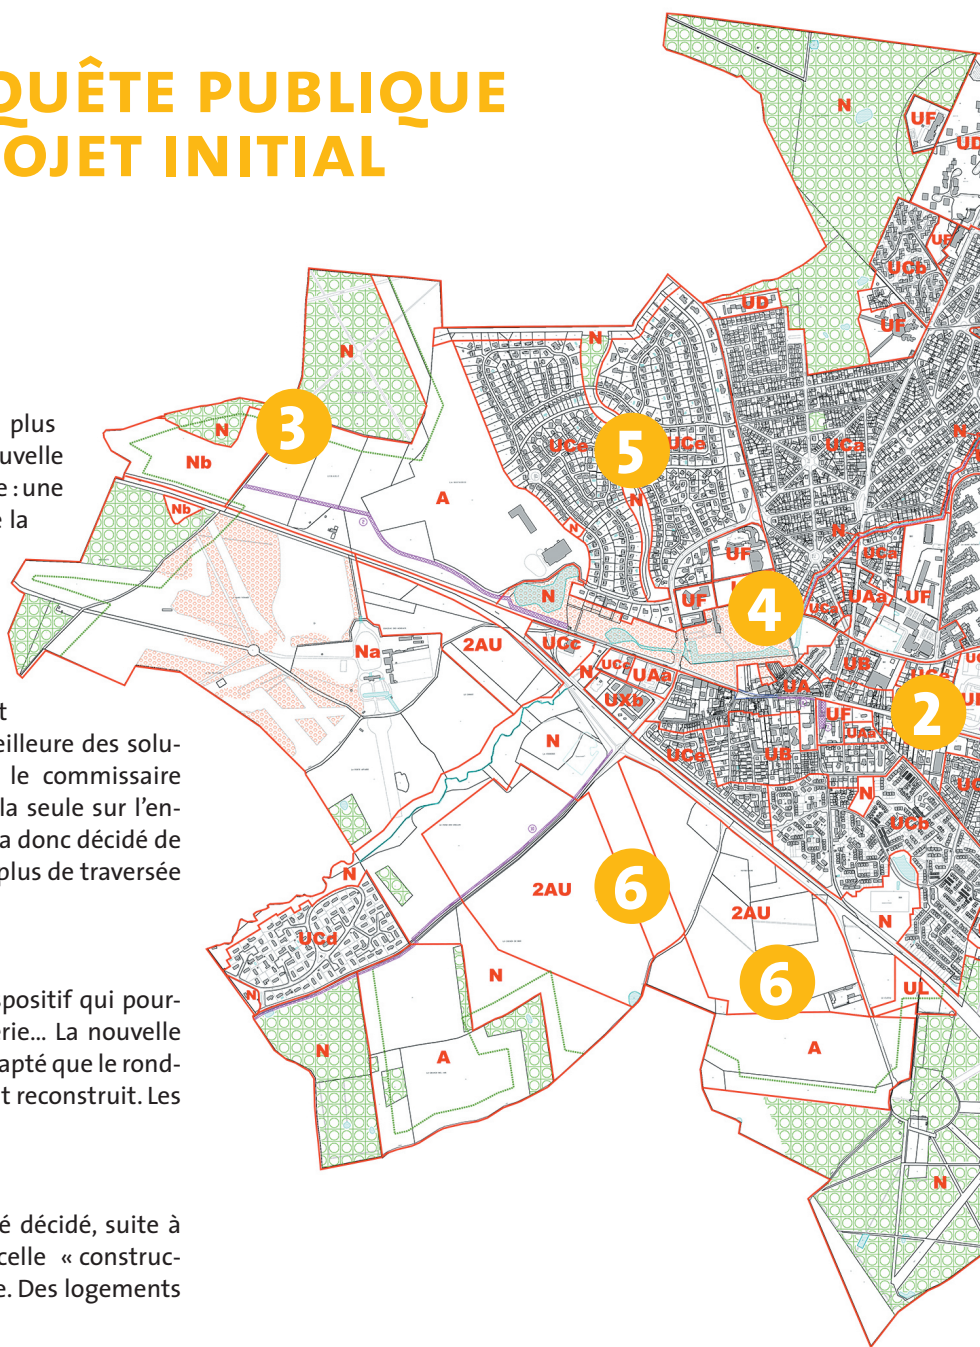 QUÊTE PUBLIQUE
OJET INITIAL
plus
uvelle
e : une
la
t
eilleure des solu-
le commissaire
la seule sur l’en-
a donc décidé de
plus de traversée
spositif qui pour-
érie... La nouvelle
apté que le rond-
t reconstruit. Les
é décidé, suite à
celle « construc-
e. Des logements
N
UF
UD
UF
UCb
UD
UF
N
N
N
3
N
UCe
5
UCe
UCa
N
Nb
A
N
Nb
N
N
UF
UCa
N
UF
4
UCa
UAa
UF
Na
2AU
UCc
N
UCc
UAa
UB
UXb
UA
2
N
UCa
UB
UF
UAa
N
UCb
2AU
6
2AU
N
N
UCd
6
UL
N
N
N
A
A
N